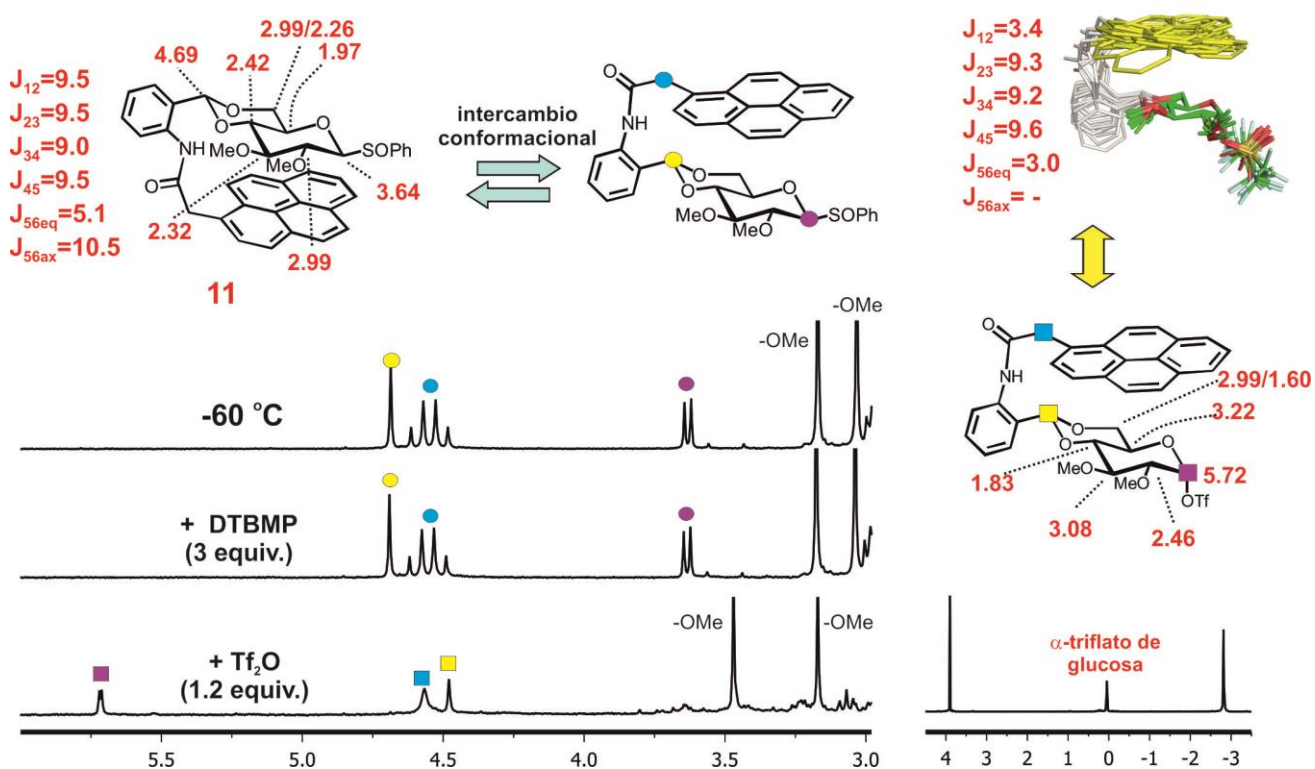 J12=9.5
J23=9.5
J34=9.0
J45=9.5
J56eq=5.1
J56ax=10.5
4.69
2.42
2.99/2.26
1.97
O
O
O
NH
O
MeO
MeO
SOPh
2.32
2.99
3.64
11
intercambio
conformacional
O
NH
O
O
O
MeO
MeO
SOPh
J12=3.4
J23=9.3
J34=9.2
J45=9.6
J56eq=3.0
J56ax= -
O
NH
O
O
O
MeO
MeO
OTf
2.99/1.60
3.22
5.72
1.83
3.08
2.46
-60 °C
-OMe
-OMe
+ DTBMP
(3 equiv.)
+ Tf2O
(1.2 equiv.)
-OMe
-OMe
5.5
5.0
4.5
4.0
3.5
3.0
α-triflato de
glucosa
4
3
2
1
0
-1
-2
-3